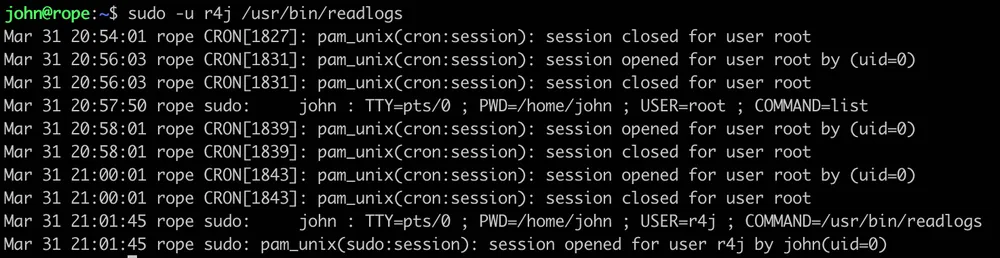 john@rope:~$ sudo -u r4j /usr/bin/readlogs
Mar 31 20:54:01 rope CRON[1827]: pam_unix(cron:session): session closed for user root
Mar 31 20:56:03 rope CRON[1831]: pam_unix(cron:session): session opened for user root by (uid=0)
Mar 31 20:56:03 rope CRON[1831]: pam_unix(cron:session): session closed for user root
Mar 31 20:57:50 rope sudo:     john : TTY=pts/0 ; PWD=/home/john ; USER=root ; COMMAND=list
Mar 31 20:58:01 rope CRON[1839]: pam_unix(cron:session): session opened for user root by (uid=0)
Mar 31 20:58:01 rope CRON[1839]: pam_unix(cron:session): session closed for user root
Mar 31 21:00:01 rope CRON[1843]: pam_unix(cron:session): session opened for user root by (uid=0)
Mar 31 21:00:01 rope CRON[1843]: pam_unix(cron:session): session closed for user root
Mar 31 21:01:45 rope sudo:     john : TTY=pts/0 ; PWD=/home/john ; USER=r4j ; COMMAND=/usr/bin/readlogs
Mar 31 21:01:45 rope sudo: pam_unix(sudo:session): session opened for user r4j by john(uid=0)